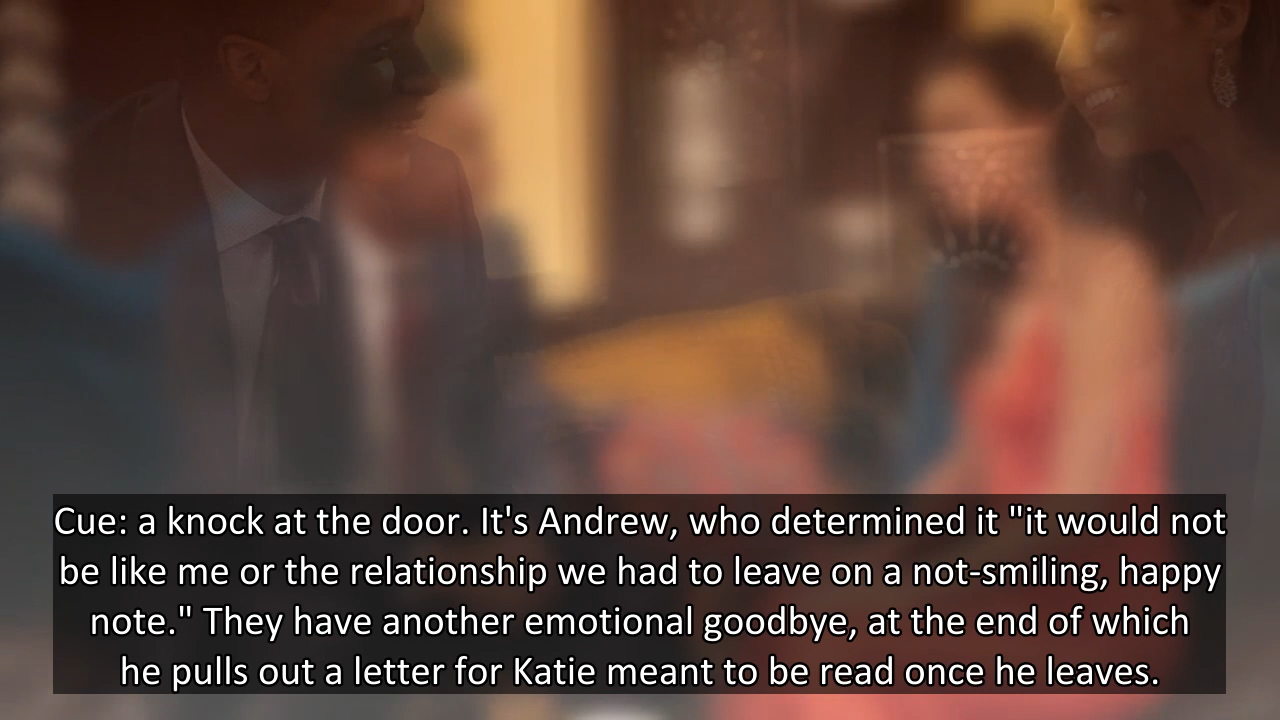 Cue: a knock at the door. It's Andrew, who determined it "it would not
be like me or the relationship we had to leave on a not-smiling, happy
note." They have another emotional goodbye, at the end of which
he pulls out a letter for Katie meant to be read once he leaves.